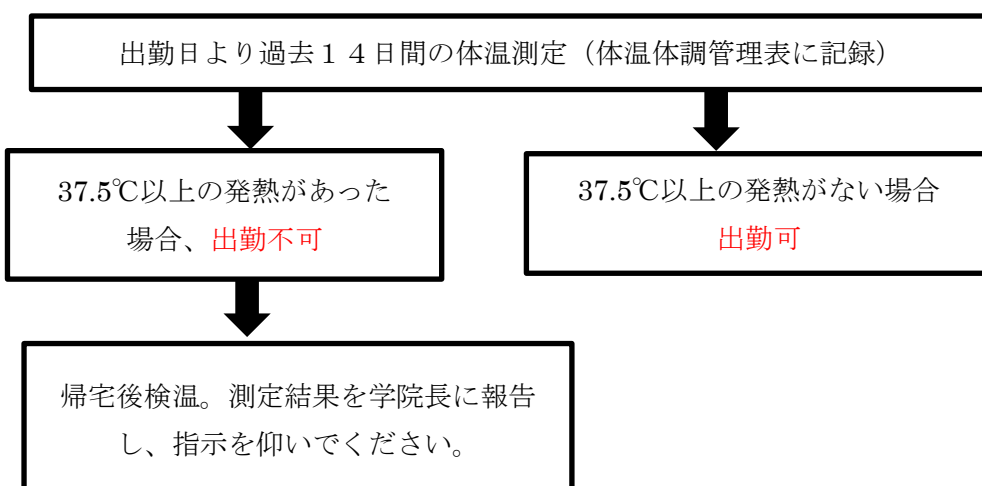 出勤日より過去１４日間の体温測定（体温体調管理表に記録）
37.5℃以上の発熱があった
場合、出勤不可
37.5℃以上の発熱がない場合
出勤可
帰宅後検温。測定結果を学院長に報告
し、指示を仰いでください。